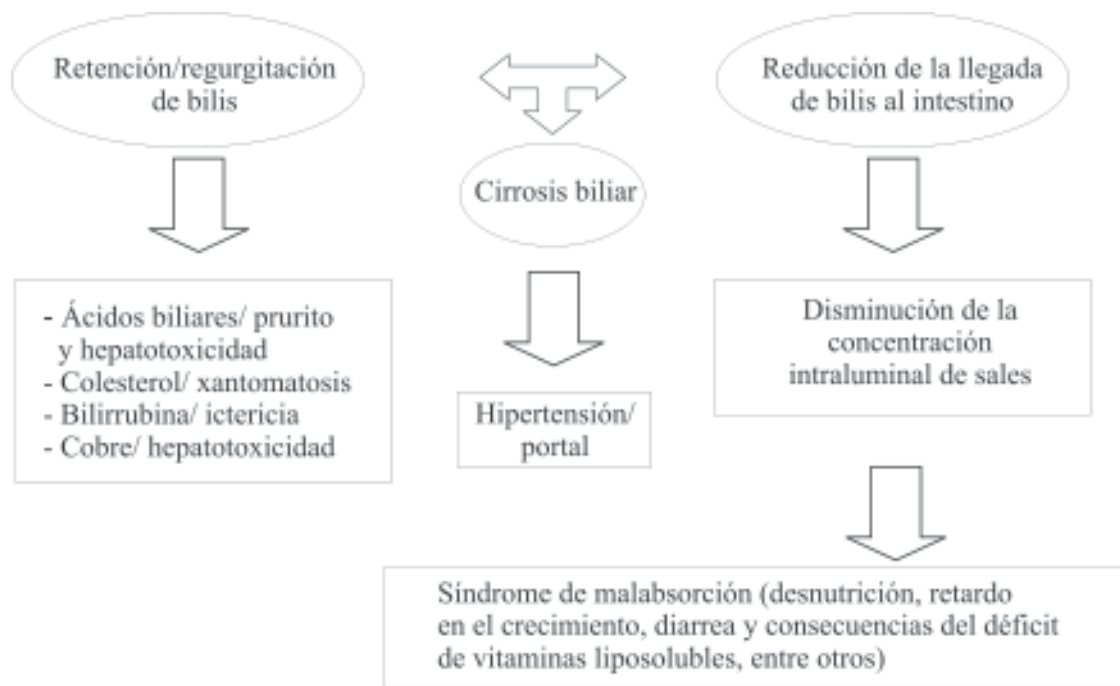 Retención/regurgitación
de bilis
Reducción de la llegada
de bilis al intestino
Cirrosis biliar
- Ácidos biliares/ prurito
y hepatotoxicidad
- Colesterol/ xantomatosis
- Bilirrubina/ ictericia
- Cobre/ hepatotoxicidad
Hipertensión/
portal
Disminución de la
concentración
intraluminal de sales
Síndrome de malabsorción (desnutrición, retardo
en el crecimiento, diarrea y consecuencias del déficit
de vitaminas liposolubles, entre otros)